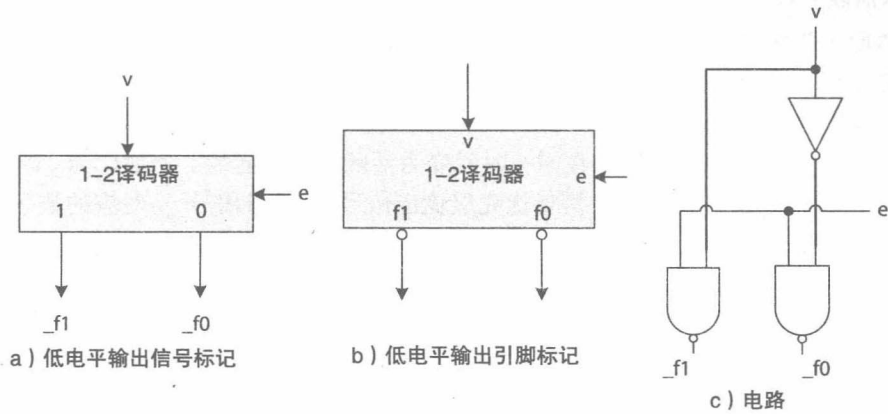 v
1-2译码器
e
1
0
_f1
_f0
a）低电平输出信号标记
v
1-2译码器
e
f1
f0
b）低电平输出引脚标记
v
e
_f1
_f0
c）电路